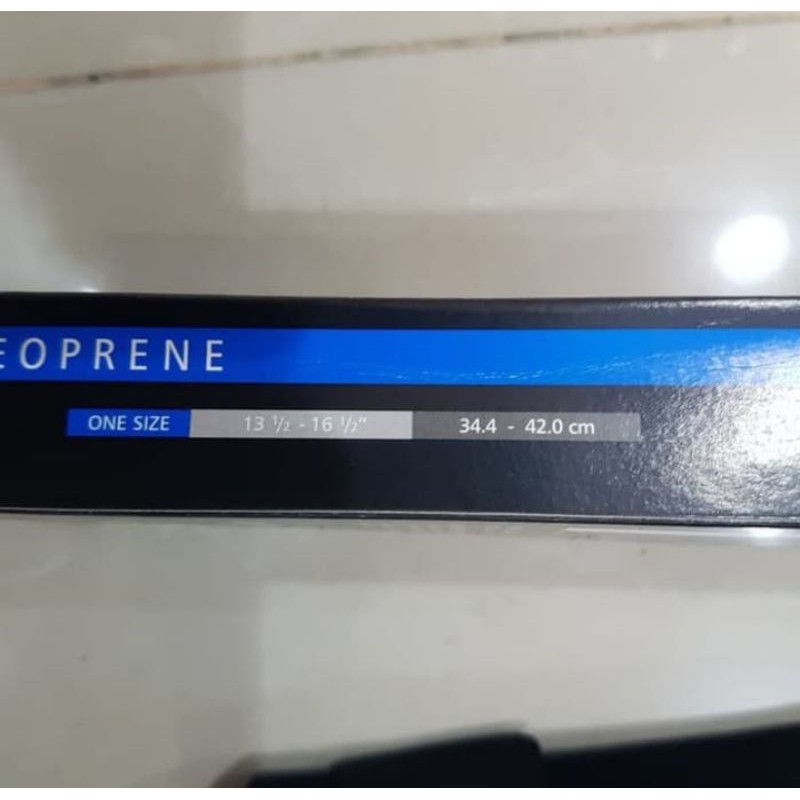 EOPRENE
ONE SIZE 13 1/2 - 16 1/2" 34.4 - 42.0 cm